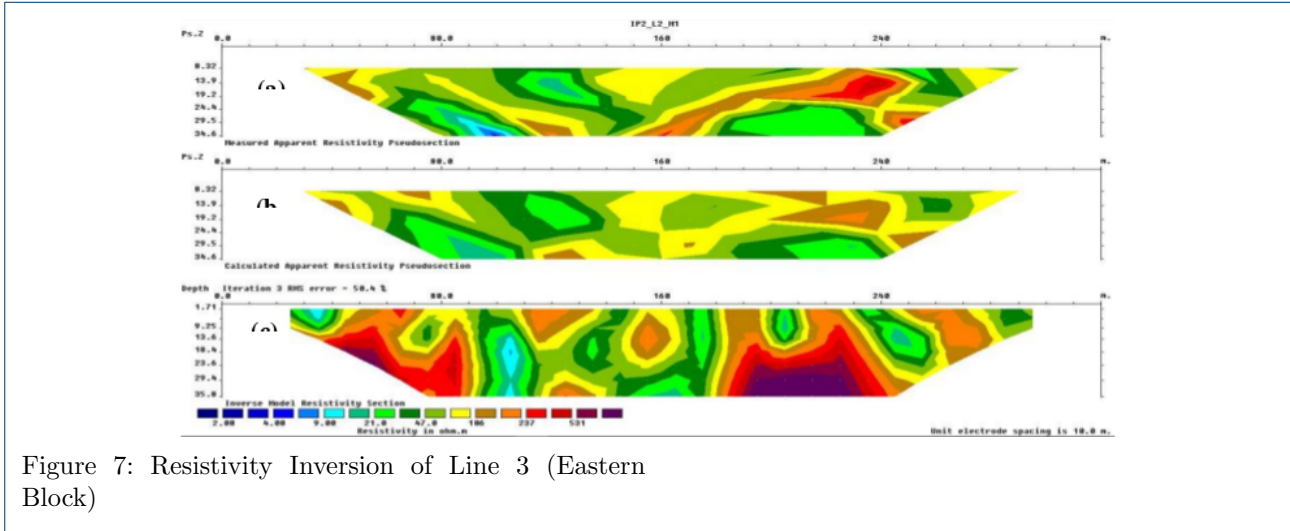 IP2_L2_M1
Ps.Z 0.0 80.0 160 240 m.
8.32
13.9
19.2
24.4
29.5
34.6
(a)
Measured Apparent Resistivity Pseudosection
Ps.Z 0.0 80.0 160 240 m.
8.32
13.9
19.2
24.4
29.5
34.6
(b
Calculated Apparent Resistivity Pseudosection
Depth Iteration 3 RMS error = 50.4 %
0.0 80.0 160 240 m.
1.71
9.25
13.6
18.4
23.6
29.4
35.0
Inverse Model Resistivity Section
2.00 4.00 9.00 21.0 47.0 106 237 531
Resistivity in ohm.m
Unit electrode spacing is 10.0 m.
Figure 7: Resistivity Inversion of Line 3 (Eastern
Block)